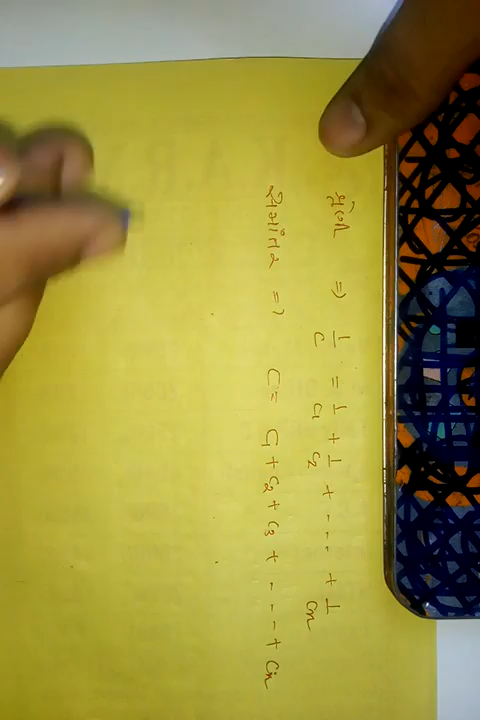 શ્રેણી => 1/C = 1/C1 + 1/C2 + - - - + 1/Cn
સમાંતર => C = C1 + C2 + C3 + - - - + Cn